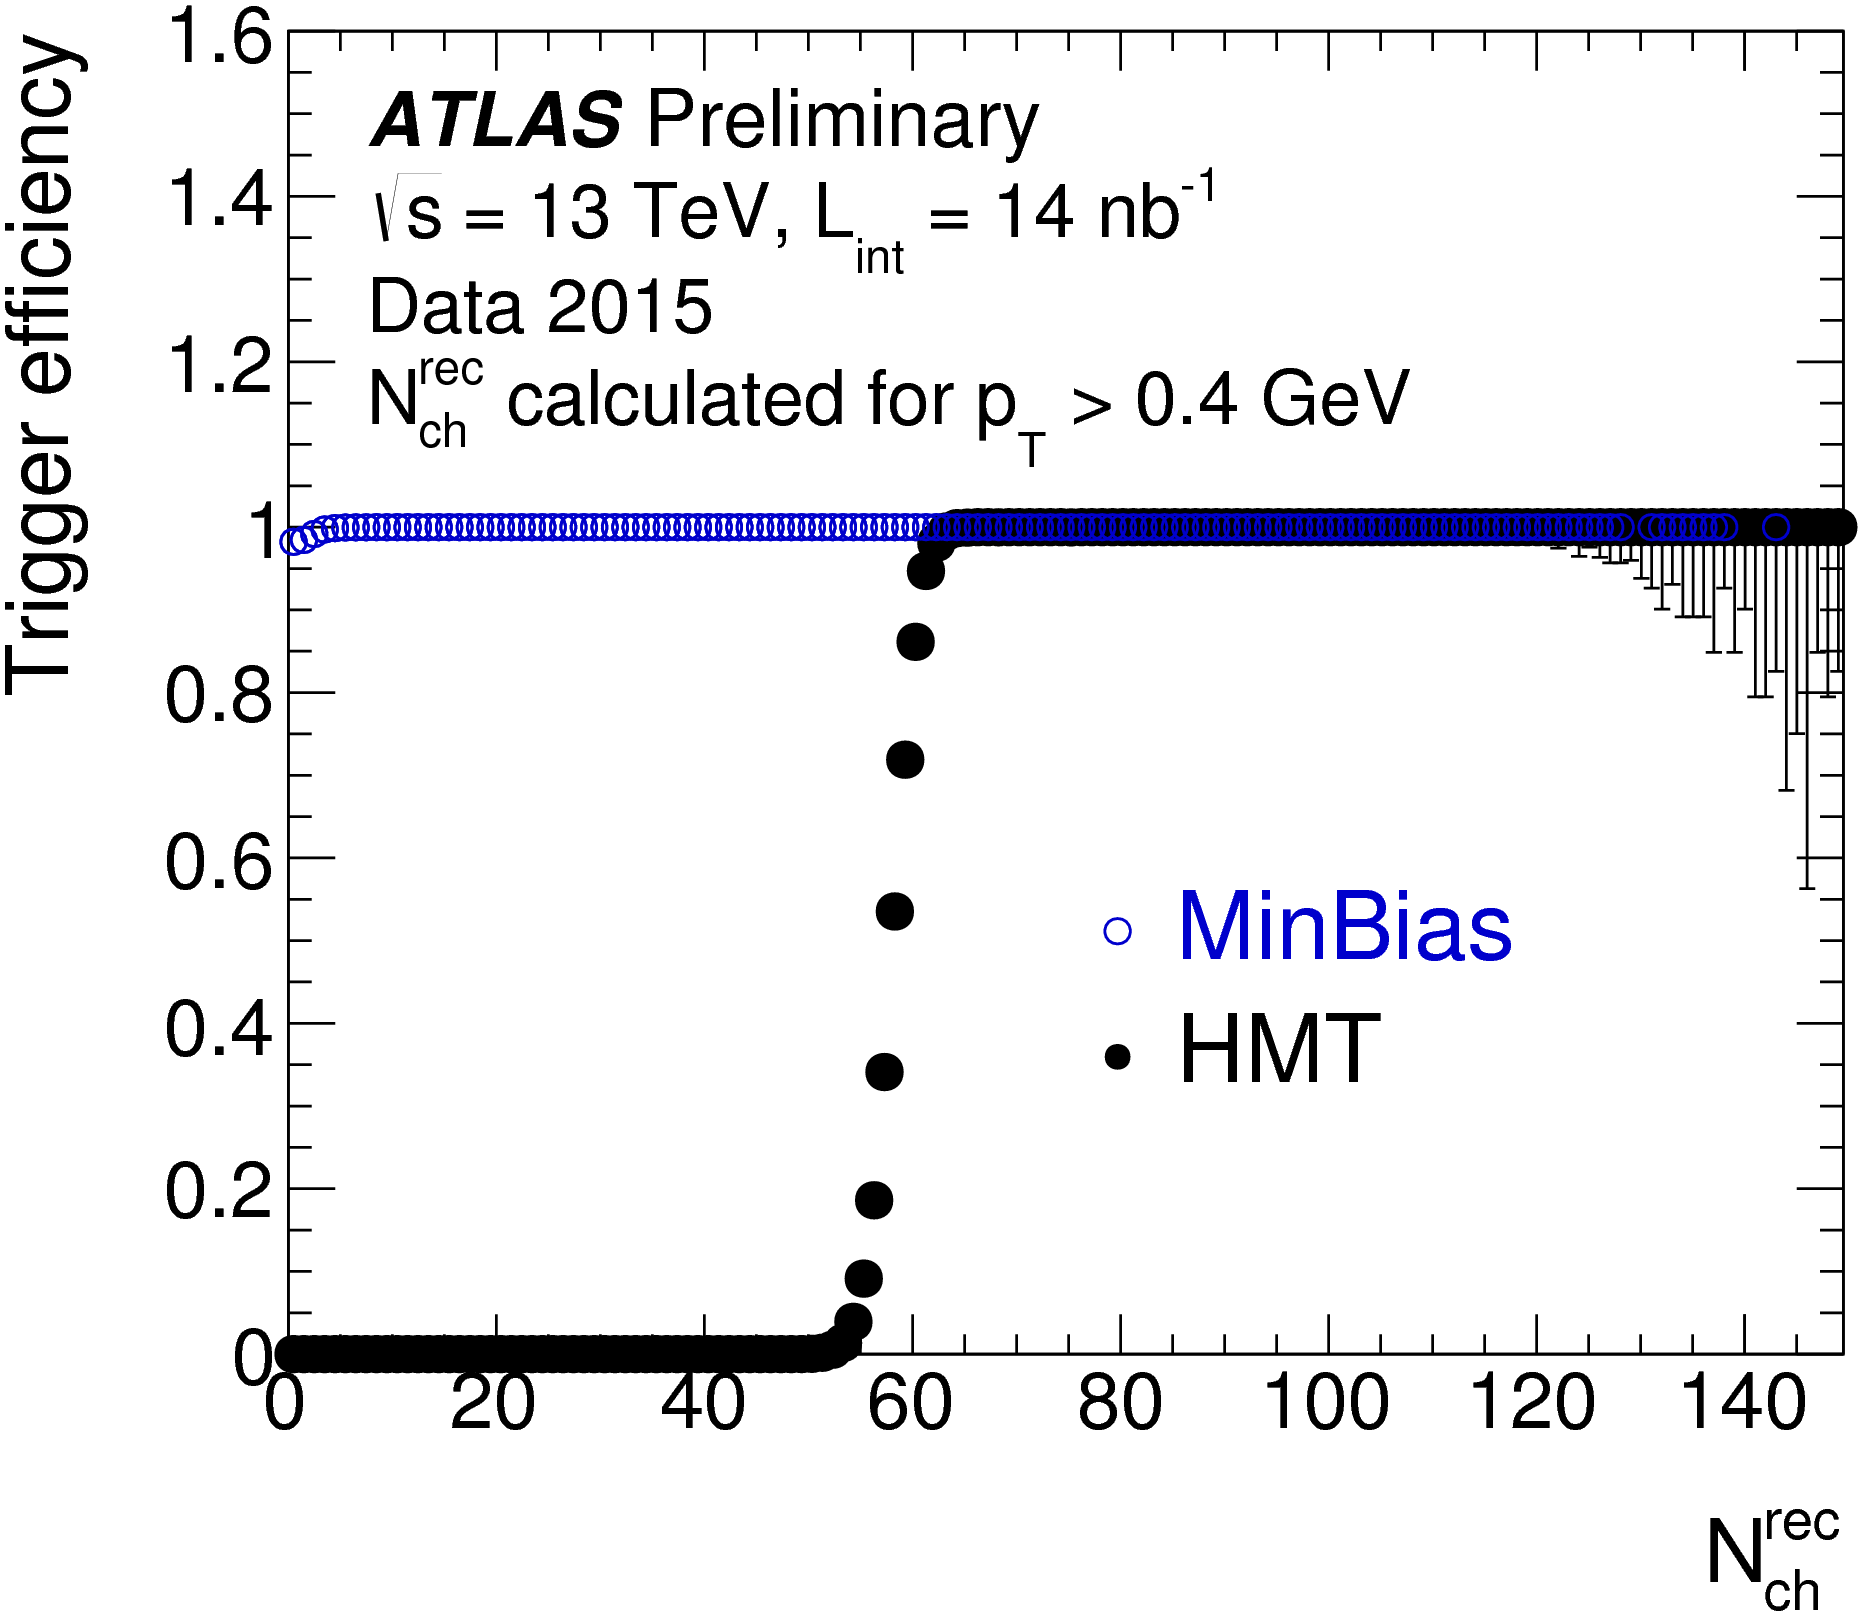 Trigger efficiency
1.6
1.4
1.2
1
0.8
0.6
0.4
0.2
0
ATLAS Preliminary
√s = 13 TeV, L_int = 14 nb^-1
Data 2015
N_ch^rec calculated for p_T > 0.4 GeV
MinBias
HMT
0 20 40 60 80 100 120 140
N_ch^rec